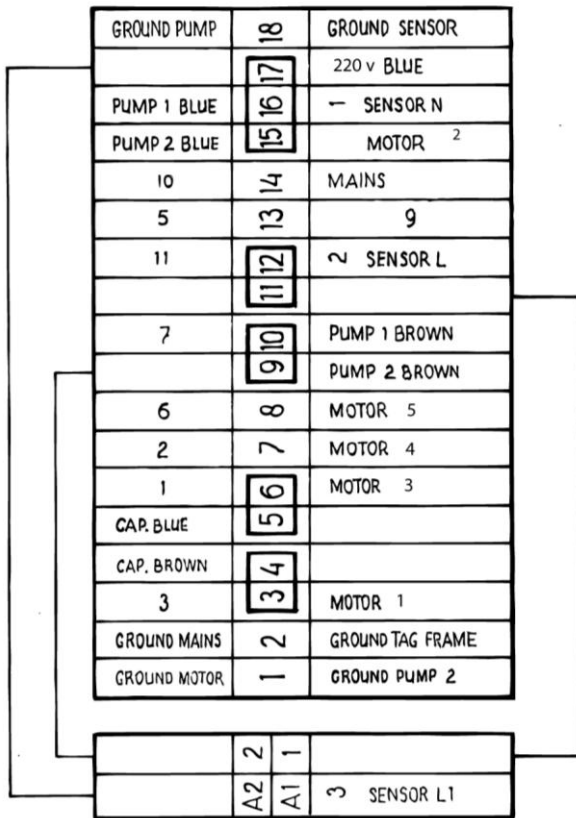 GROUND PUMP 18 GROUND SENSOR
17 220 v BLUE
PUMP 1 BLUE 16 1 SENSOR N
PUMP 2 BLUE 15 MOTOR 2
10 14 MAINS
5 13 9
11 12 2 SENSOR L
11
7 10 PUMP 1 BROWN
9 PUMP 2 BROWN
6 8 MOTOR 5
2 7 MOTOR 4
1 6 MOTOR 3
CAP. BLUE 5
CAP. BROWN 4
3 3 MOTOR 1
GROUND MAINS 2 GROUND TAG FRAME
GROUND MOTOR 1 GROUND PUMP 2
2 1
A2 A1 3 SENSOR L1